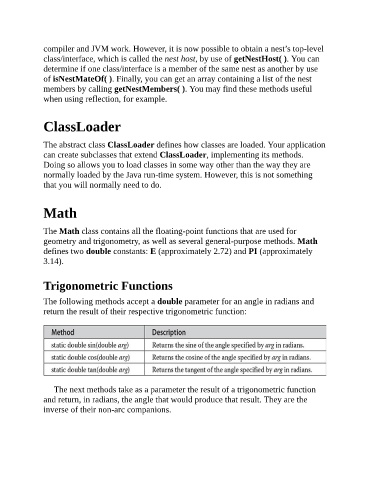 compiler and JVM work. However, it is now possible to obtain a nest's top-level
class/interface, which is called the nest host, by use of getNestHost( ). You can
determine if one class/interface is a member of the same nest as another by use
of isNestMateOf( ). Finally, you can get an array containing a list of the nest
members by calling getNestMembers( ). You may find these methods useful
when using reflection, for example.
ClassLoader
The abstract class ClassLoader defines how classes are loaded. Your application
can create subclasses that extend ClassLoader, implementing its methods.
Doing so allows you to load classes in some way other than the way they are
normally loaded by the Java run-time system. However, this is not something
that you will normally need to do.
Math
The Math class contains all the floating-point functions that are used for
geometry and trigonometry, as well as several general-purpose methods. Math
defines two double constants: E (approximately 2.72) and PI (approximately
3.14).
Trigonometric Functions
The following methods accept a double parameter for an angle in radians and
return the result of their respective trigonometric function:
Method Description
static double sin(double arg) Returns the sine of the angle specified by arg in radians.
static double cos(double arg) Returns the cosine of the angle specified by arg in radians.
static double tan(double arg) Returns the tangent of the angle specified by arg in radians.
The next methods take as a parameter the result of a trigonometric function
and return, in radians, the angle that would produce that result. They are the
inverse of their non-arc companions.